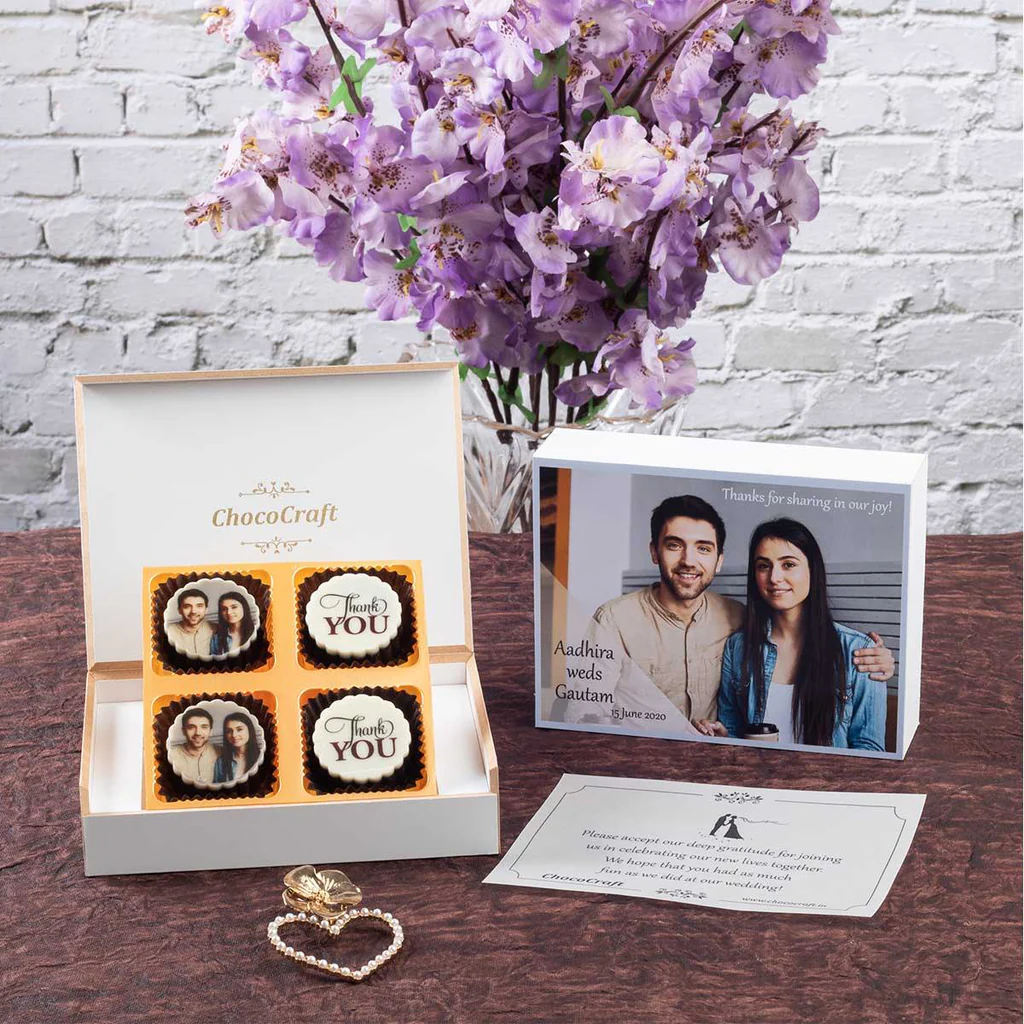 ChocoCraft
Thank
YOU
Thank
YOU
Thanks for sharing in our joy!
Aadhira
weds
Gautam
15 June 2020
Please accept our deep gratitude for joining
us in celebrating our new lives together.
We hope that you had as much
fun as we did at our wedding!
ChocoCraft
www.chococraft.in